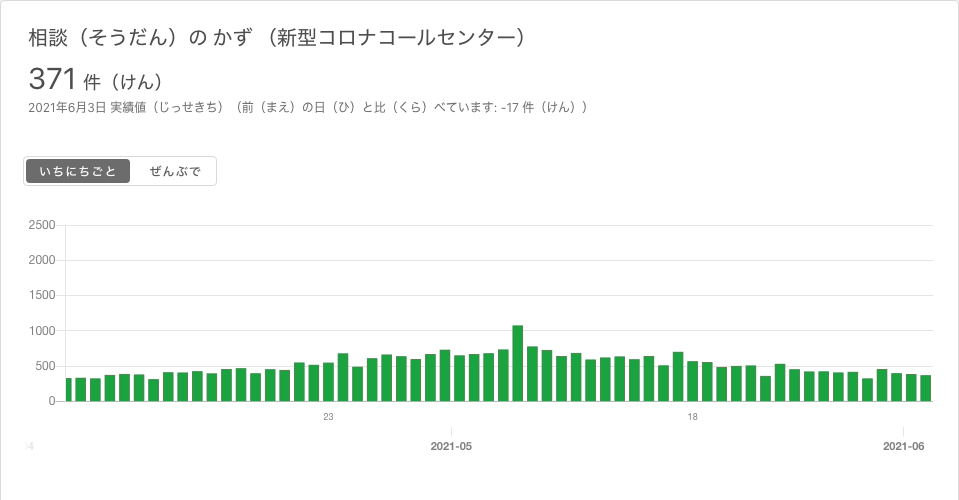 相談（そうだん）の かず （新型コロナコールセンター）
371 件（けん）
2021年6月3日 実績値（じっせきち）（前（まえ）の日（ひ）と比（くら）べています: -17 件（けん））
いちにちごと ぜんぶで
2500
2000
1500
1000
500
0
23 18
2021-05 2021-06